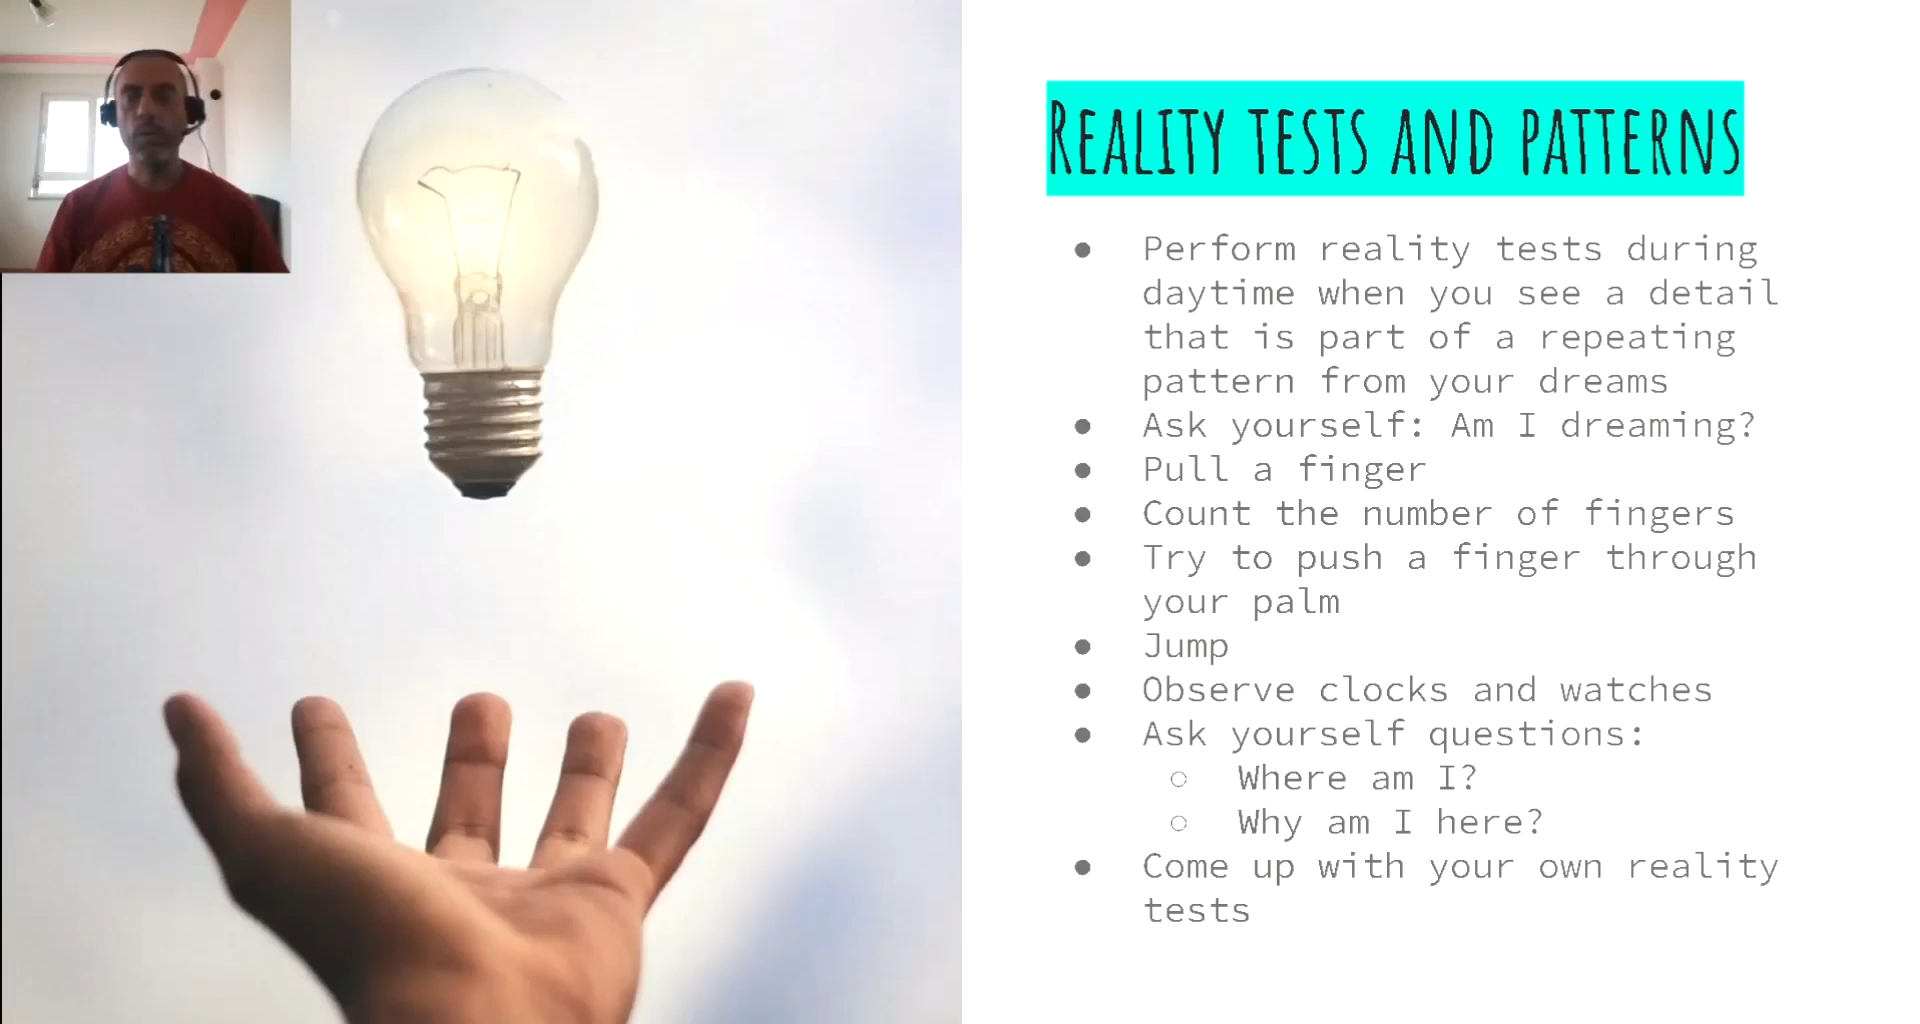 REALITY TESTS AND PATTERNS
● Perform reality tests during
daytime when you see a detail
that is part of a repeating
pattern from your dreams
● Ask yourself: Am I dreaming?
● Pull a finger
● Count the number of fingers
● Try to push a finger through
your palm
● Jump
● Observe clocks and watches
● Ask yourself questions:
○ Where am I?
○ Why am I here?
● Come up with your own reality
tests